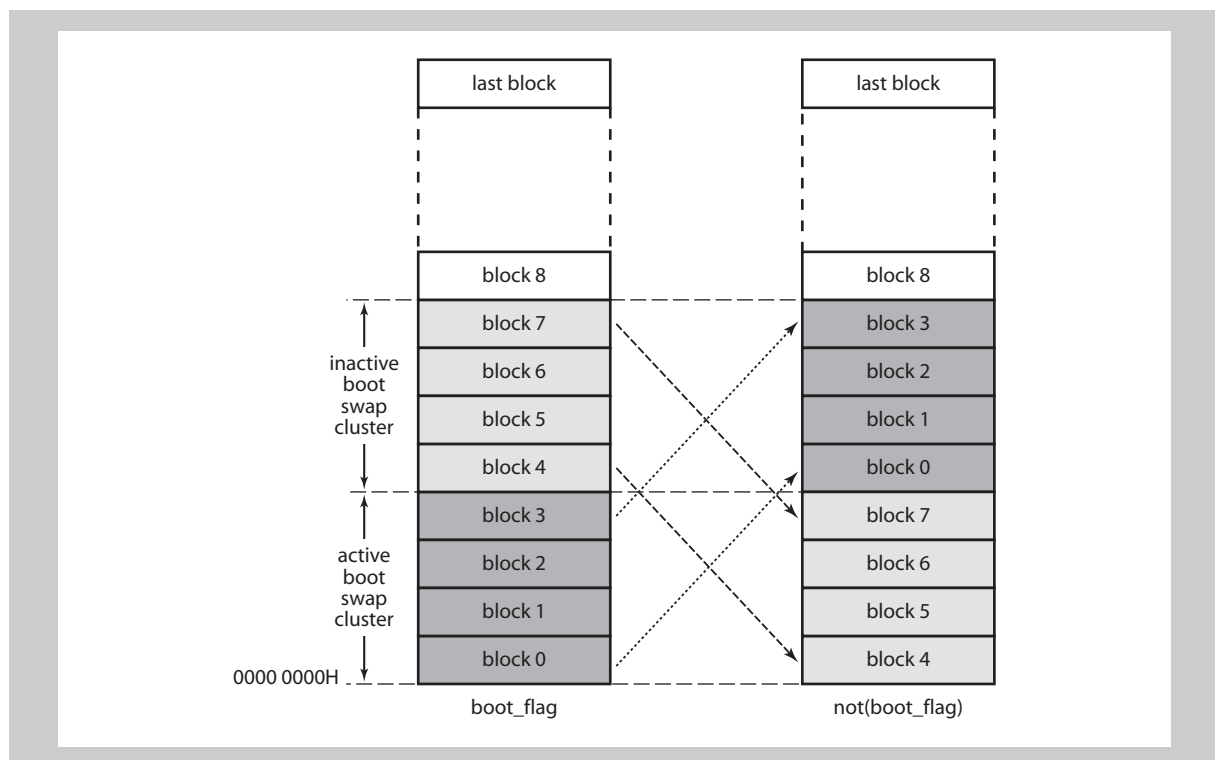 last block
block 8
block 7
block 6
block 5
block 4
block 3
block 2
block 1
block 0
boot_flag
inactive
boot
swap
cluster
active
boot
swap
cluster
0000 0000H
last block
block 8
block 3
block 2
block 1
block 0
block 7
block 6
block 5
block 4
not(boot_flag)